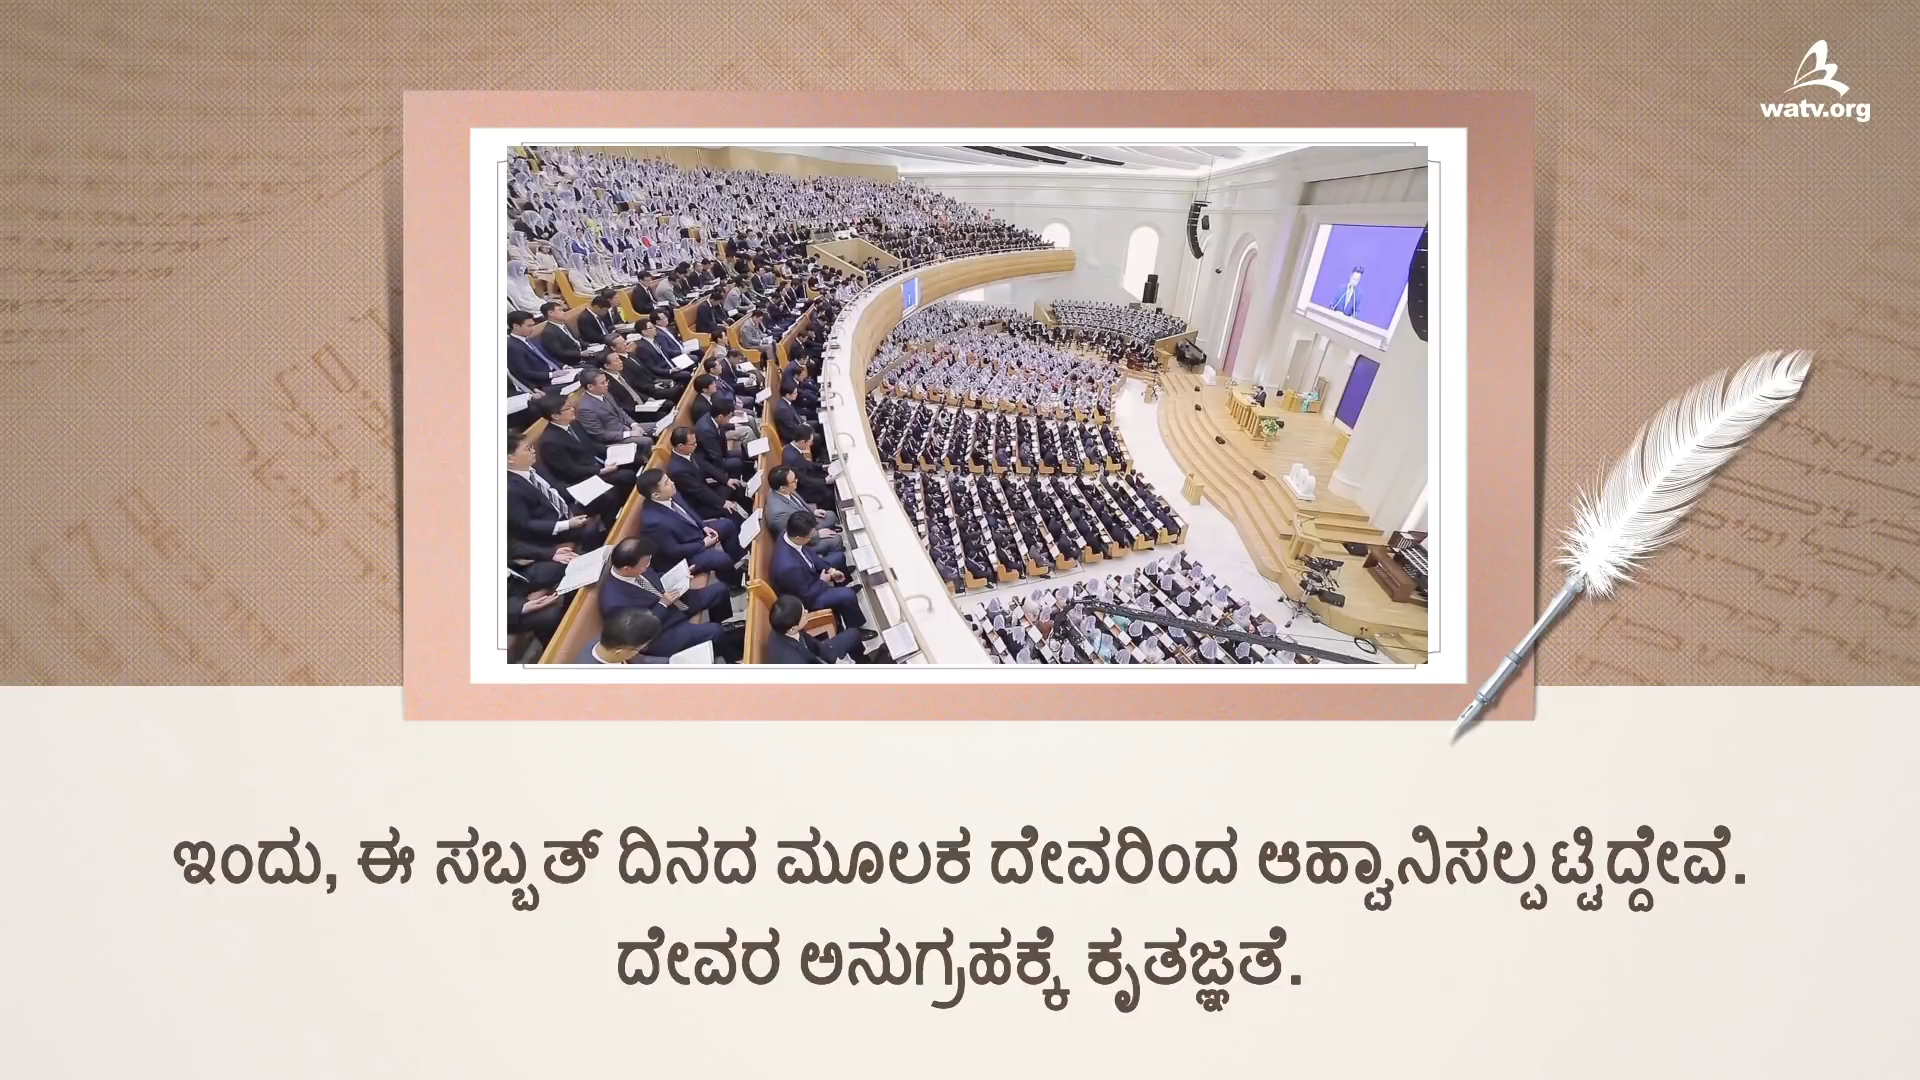 watv.org
ಇಂದು, ಈ ಸಬ್ಬತ್ ದಿನದ ಮೂಲಕ ದೇವರಿಂದ ಆಹ್ವಾನಿಸಲ್ಪಟ್ಟಿದ್ದೇವೆ.
ದೇವರ ಅನುಗ್ರಹಕ್ಕೆ ಕೃತಜ್ಞತೆ.